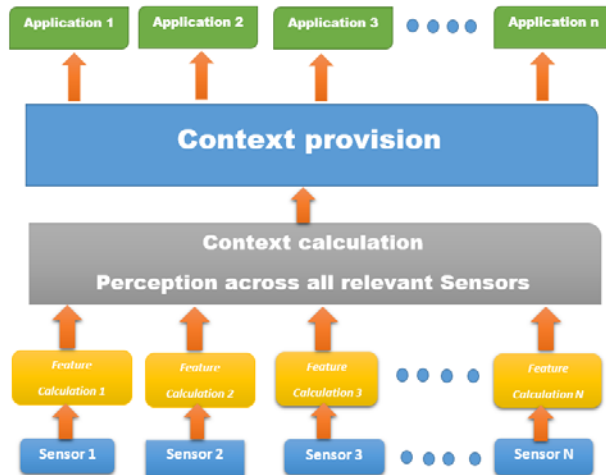 Application 1
Application 2
Application 3
Application n
Context provision
Context calculation
Perception across all relevant Sensors
Feature
Calculation 1
Feature
Calculation 2
Feature
Calculation 3
Feature
Calculation N
Sensor 1
Sensor 2
Sensor 3
Sensor N